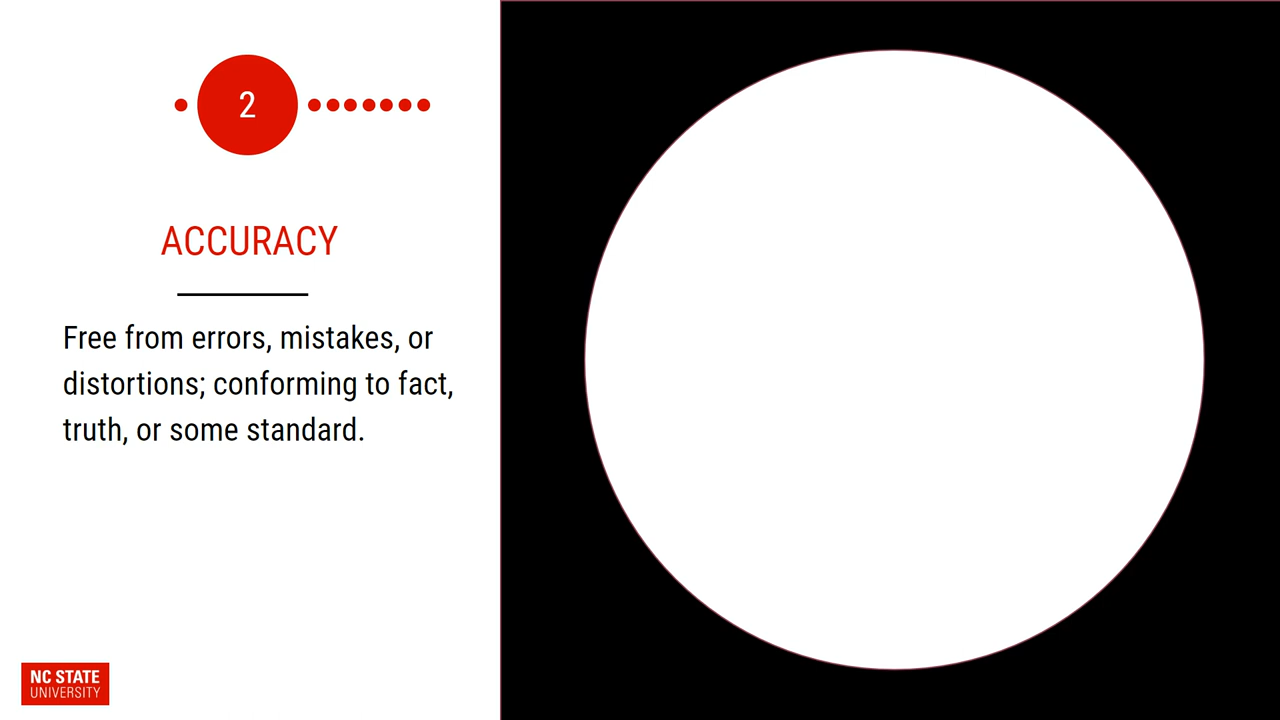 2
ACCURACY
Free from errors, mistakes, or
distortions; conforming to fact,
truth, or some standard.
NC STATE
UNIVERSITY